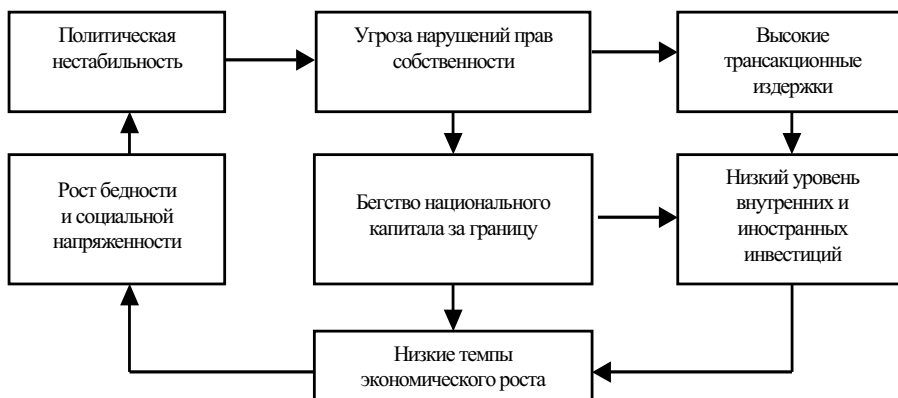 Политическая
нестабильность
Угроза нарушений прав
собственности
Высокие
трансакционные
издержки
Рост бедности
и социальной
напряженности
Бегство национального
капитала за границу
Низкий уровень
внутренних и
иностранных
инвестиций
Низкие темпы
экономического роста